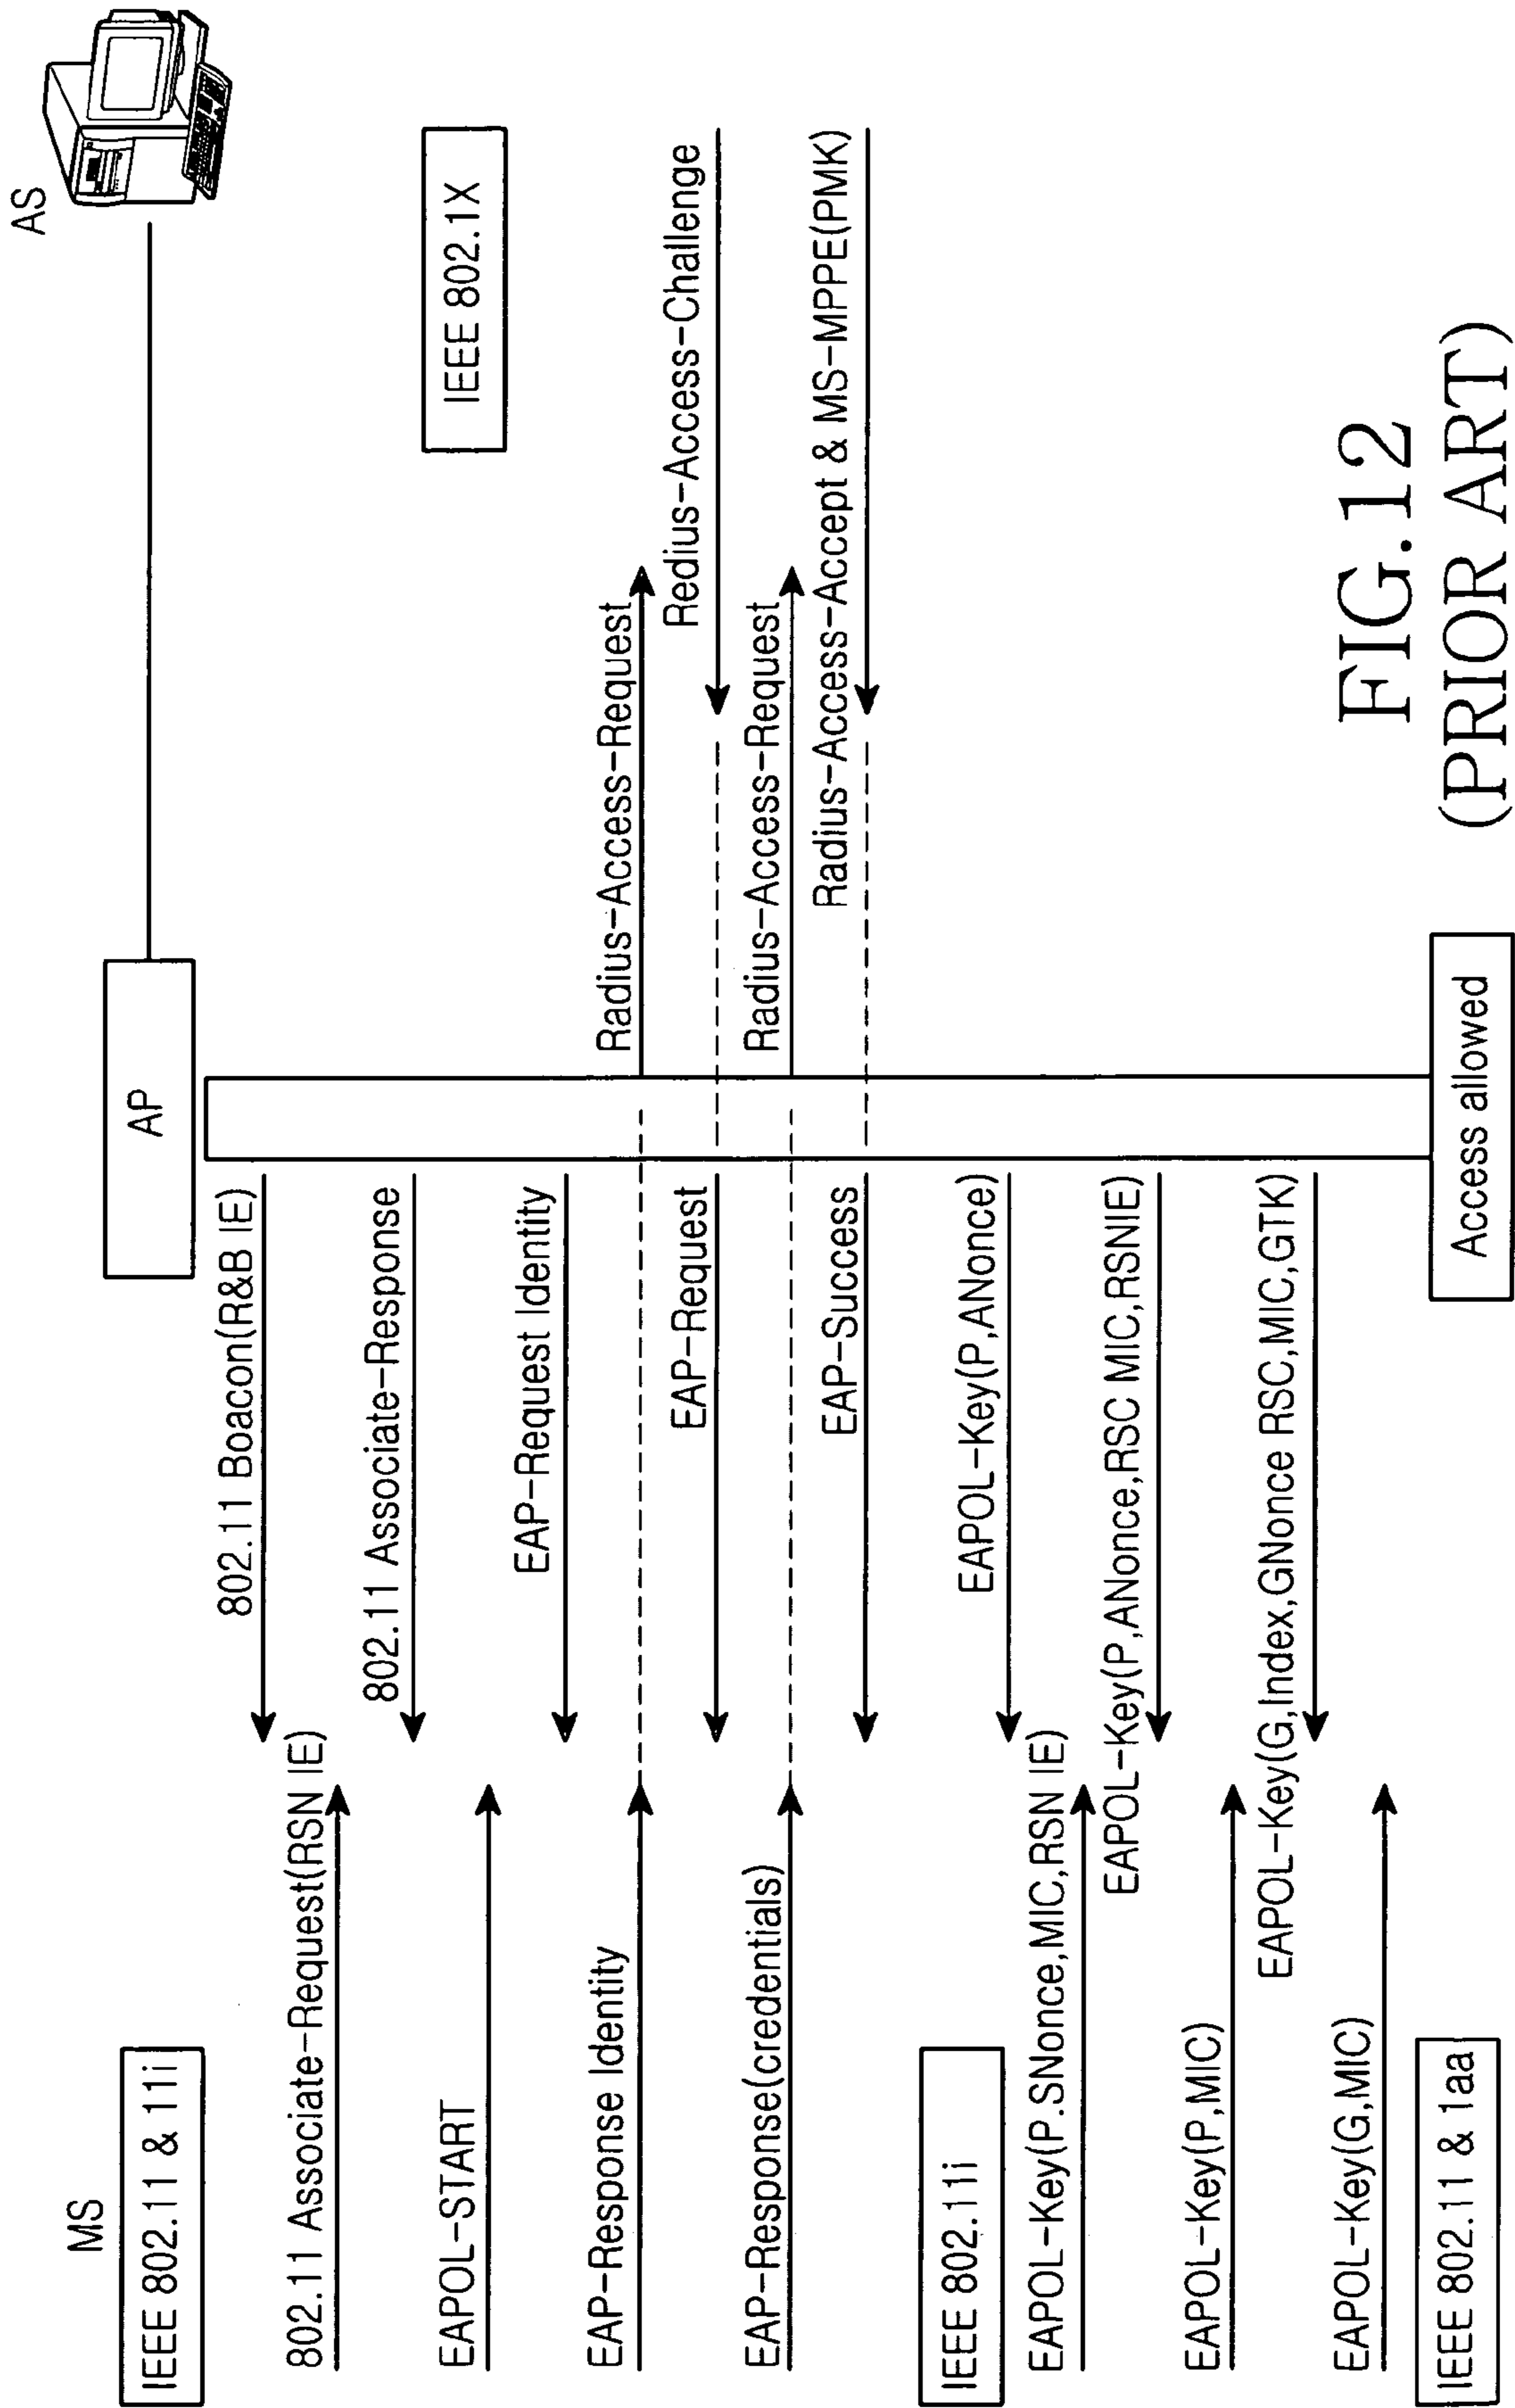 MS
AP
AS
IEEE 802.11 & 11i
802.11 Boacon(R&B IE)
802.11 Associate-Request(RSN IE)
802.11 Associate-Response
IEEE 802.1X
EAPOL-START
EAP-Request Identity
EAP-Response Identity
Radius-Access-Request
EAP-Request
Redius-Access-Challenge
EAP-Response(credentials)
Radius-Access-Request
EAP-Success
Radius-Access-Accept & MS-MPPE(PMK)
IEEE 802.11i
EAPOL-Key(P,ANonce)
EAPOL-Key(P.SNonce,MIC,RSN IE)
EAPOL-Key(P,ANonce,RSC MIC,RSNIE)
EAPOL-Key(P,MIC)
EAPOL-Key(G,Index,GNonce RSC,MIC,GTK)
EAPOL-Key(G,MIC)
IEEE 802.11 & 1aa
Access allowed
FIG.12
(PRIOR ART)